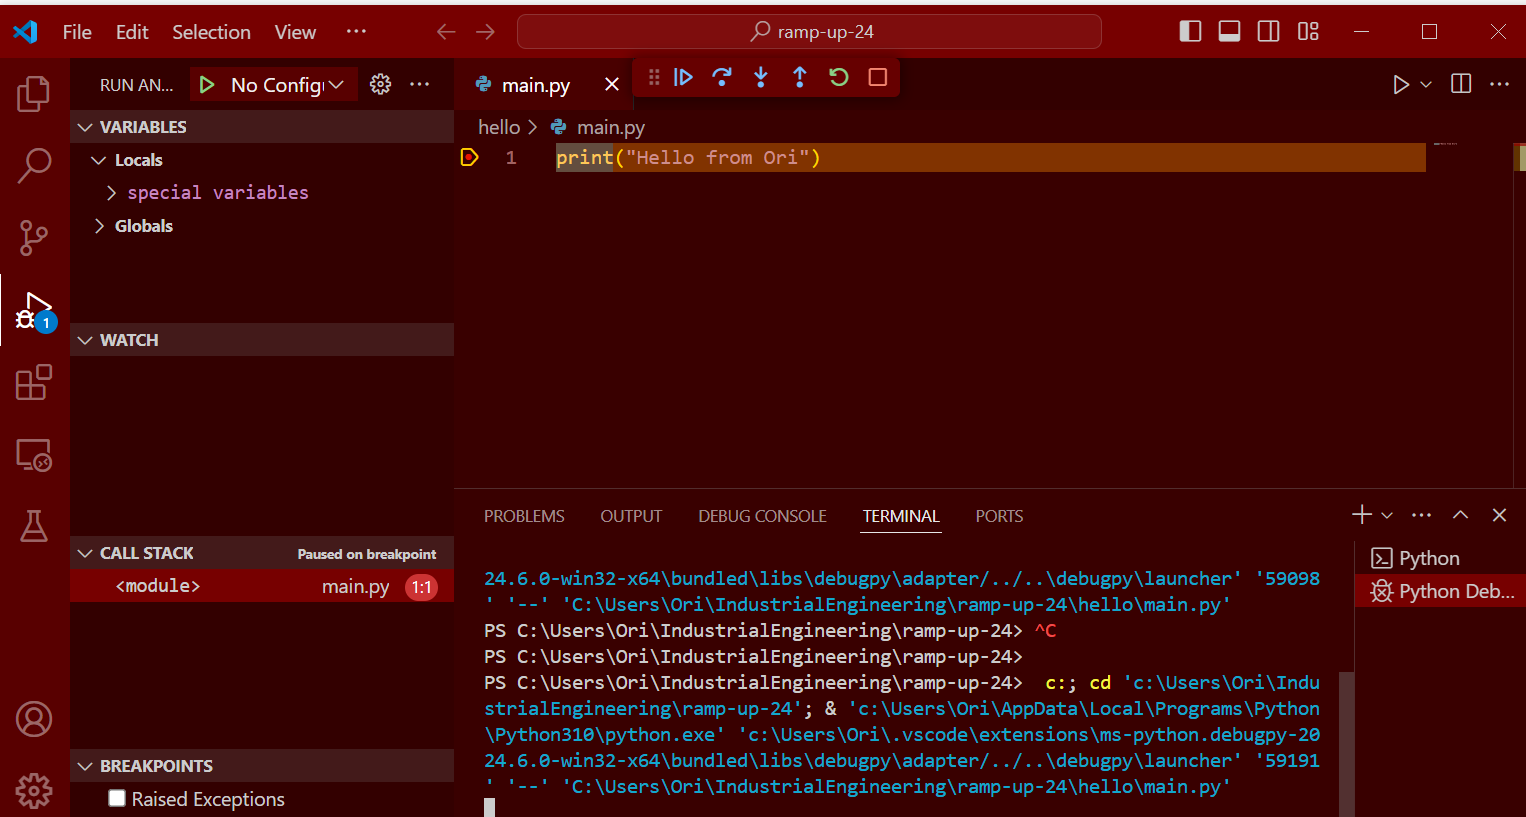 File Edit Selection View ··· ramp-up-24
RUN AN... No Config
main.py
hello > main.py
VARIABLES
Locals
special variables
Globals
1 print("Hello from Ori")
1
WATCH
CALL STACK Paused on breakpoint
<module> main.py 1:1
BREAKPOINTS
Raised Exceptions
PROBLEMS OUTPUT DEBUG CONSOLE TERMINAL PORTS
24.6.0-win32-x64\bundled\libs\debugpy\adapter/../..\debugpy\launcher' '59098
' '--' 'C:\Users\Ori\IndustrialEngineering\ramp-up-24\hello\main.py'
PS C:\Users\Ori\IndustrialEngineering\ramp-up-24> ^C
PS C:\Users\Ori\IndustrialEngineering\ramp-up-24>
PS C:\Users\Ori\IndustrialEngineering\ramp-up-24>  c:; cd 'c:\Users\Ori\Indu
strialEngineering\ramp-up-24'; & 'c:\Users\Ori\AppData\Local\Programs\Python
\Python310\python.exe' 'c:\Users\Ori\.vscode\extensions\ms-python.debugpy-20
24.6.0-win32-x64\bundled\libs\debugpy\adapter/../..\debugpy\launcher' '59191
' '--' 'C:\Users\Ori\IndustrialEngineering\ramp-up-24\hello\main.py'
Python
Python Deb...